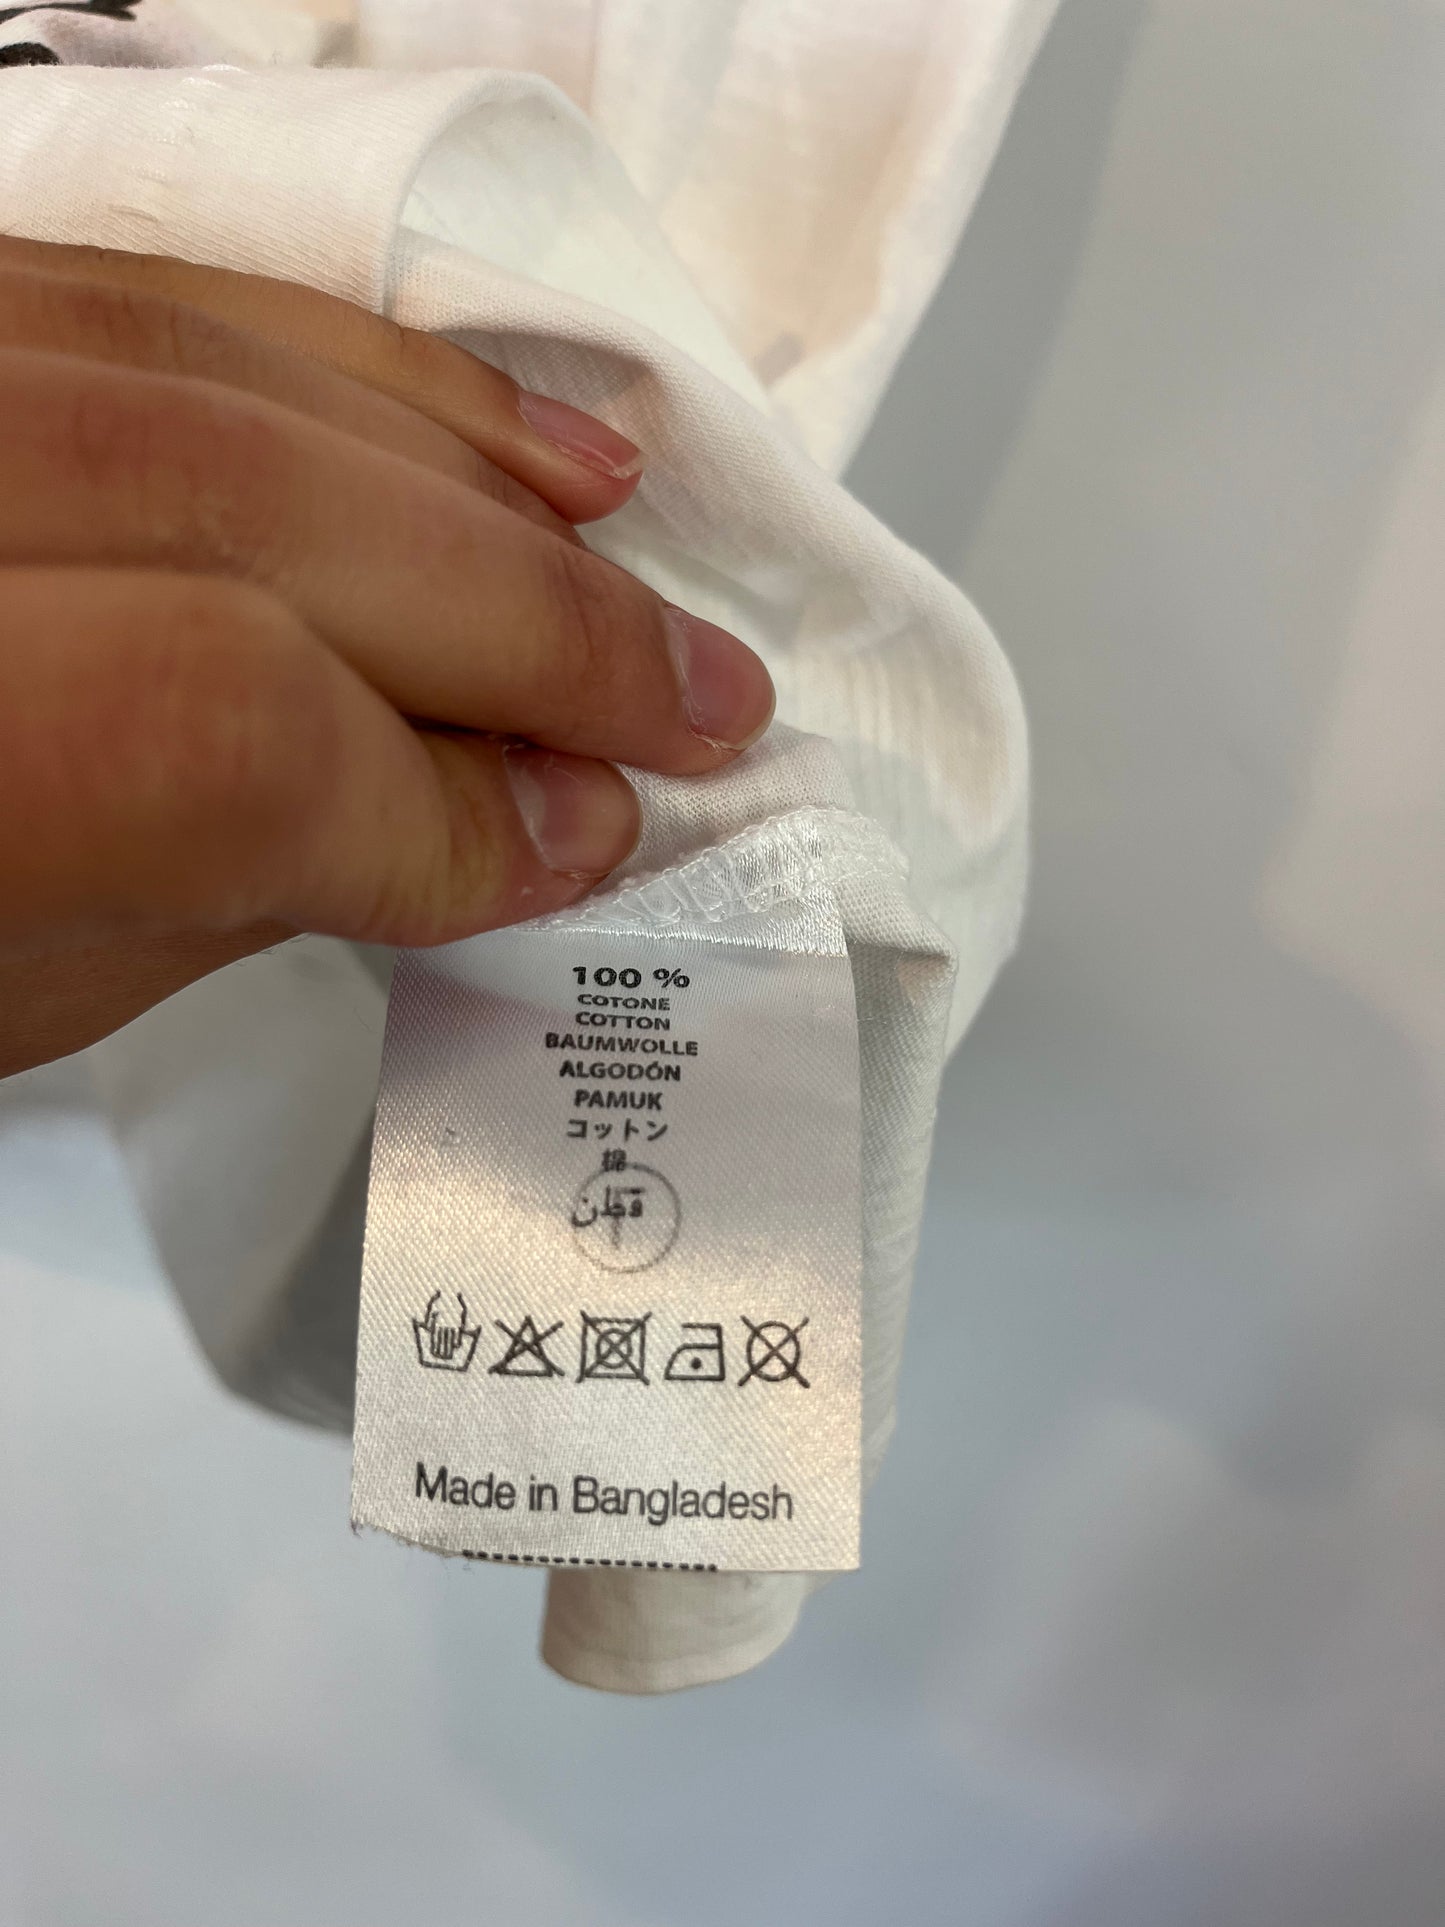 100 %
COTONE
COTTON
BAUMWOLLE
ALGODÓN
PAMUK
コットン
棉
قطن
Made in Bangladesh